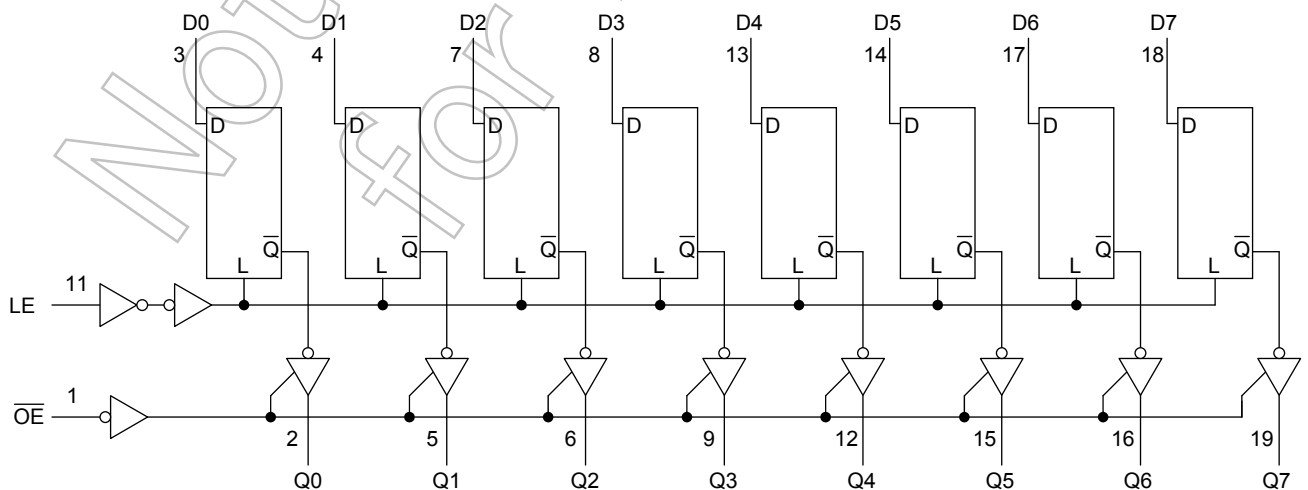 D0 D1 D2 D3 D4 D5 D6 D7
3 4 7 8 13 14 17 18
D D D D D D D D
Q̅ Q̅ Q̅ Q̅ Q̅ Q̅ Q̅ Q̅
L L L L L L L L
11
LE
1
O̅E̅
2 5 6 9 12 15 16 19
Q0 Q1 Q2 Q3 Q4 Q5 Q6 Q7
for